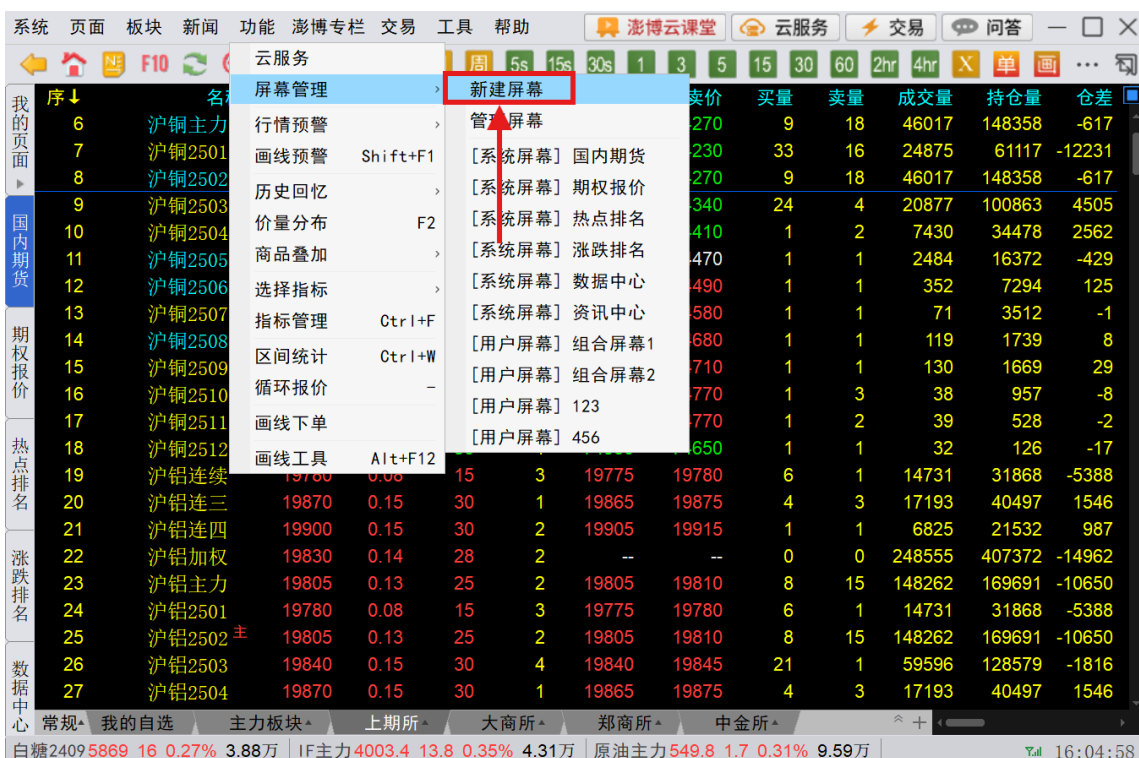 系统 页面 板块 新闻 功能 澎博专栏 交易 工具 帮助 澎博云课堂 云服务 交易 问答
F10 周 5s 15s 30s 1 3 5 15 30 60 2hr 4hr X 单 画
我的页面
国内期货
期权报价
热点排名
涨跌排名
数据中心
云服务
屏幕管理
行情预警
画线预警 Shift+F1
历史回忆
价量分布 F2
商品叠加
选择指标
指标管理 Ctrl+F
区间统计 Ctrl+W
循环报价
画线下单
画线工具 Alt+F12
新建屏幕
管理屏幕
[系统屏幕] 国内期货
[系统屏幕] 期权报价
[系统屏幕] 热点排名
[系统屏幕] 涨跌排名
[系统屏幕] 数据中心
[系统屏幕] 资讯中心
[用户屏幕] 组合屏幕1
[用户屏幕] 组合屏幕2
[用户屏幕] 123
[用户屏幕] 456
序↓ 卖价 买量 卖量 成交量 持仓量 仓差
6 沪铜主力 270 9 18 46017 148358 -617
7 沪铜2501 230 33 16 24875 61117 -12231
8 沪铜2502 270 9 18 46017 148358 -617
9 沪铜2503 340 24 4 20877 100863 4505
10 沪铜2504 410 1 2 7430 34478 2562
11 沪铜2505 470 1 1 2484 16372 -429
12 沪铜2506 490 1 1 352 7294 125
13 沪铜2507 580 1 1 71 3512 -1
14 沪铜2508 680 1 1 119 1739 8
15 沪铜2509 710 1 1 130 1669 29
16 沪铜2510 770 1 3 38 957 -8
17 沪铜2511 770 1 2 39 528 -2
18 沪铜2512 650 1 1 32 126 -17
19 沪铝连续 19780 0.08 15 3 19775 19780 6 1 14731 31868 -5388
20 沪铝连三 19870 0.15 30 1 19865 19875 4 3 17193 40497 1546
21 沪铝连四 19900 0.15 30 2 19905 19915 1 1 6825 21532 987
22 沪铝加权 19830 0.14 28 2 -- -- 0 0 248555 407372 -14962
23 沪铝主力 19805 0.13 25 2 19805 19810 8 15 148262 169691 -10650
24 沪铝2501 19780 0.08 15 3 19775 19780 6 1 14731 31868 -5388
25 沪铝2502主 19805 0.13 25 2 19805 19810 8 15 148262 169691 -10650
26 沪铝2503 19840 0.15 30 4 19840 19845 21 1 59596 128579 -1816
27 沪铝2504 19870 0.15 30 1 19865 19875 4 3 17193 40497 1546
常规 我的自选 主力板块 上期所 大商所 郑商所 中金所
白糖2409 5869 16 0.27% 3.88万 IF主力 4003.4 13.8 0.35% 4.31万 原油主力 549.8 1.7 0.31% 9.59万 16:04:58